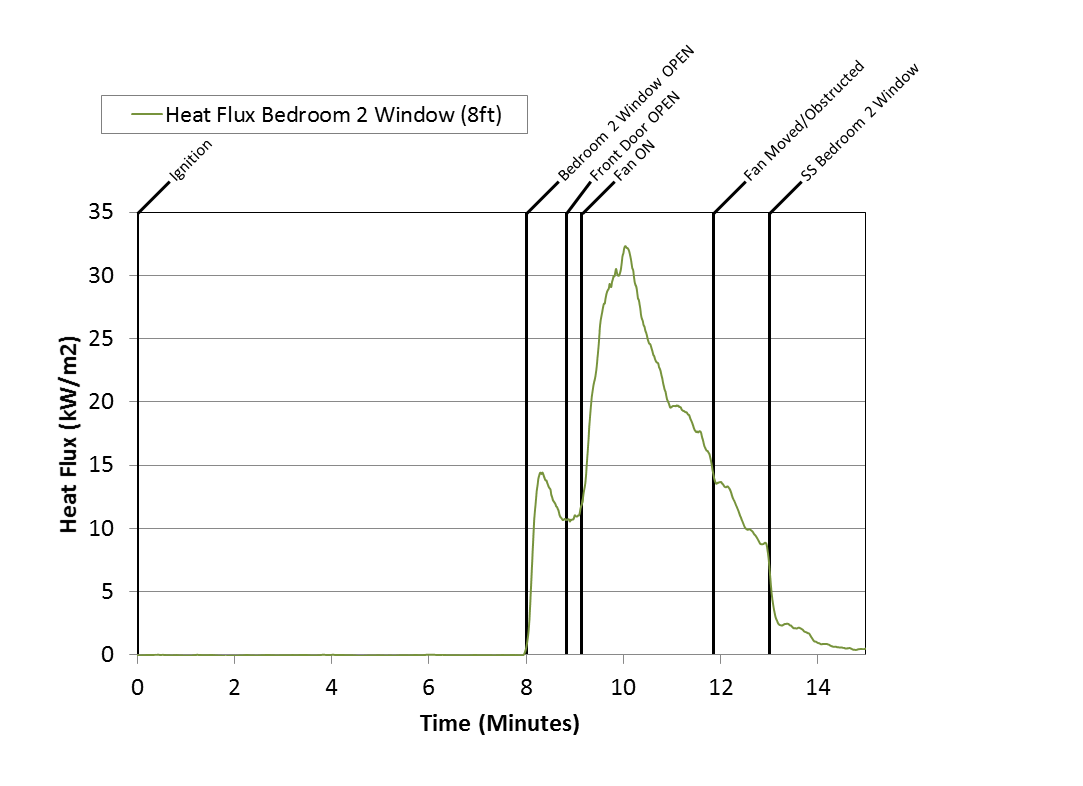 Heat Flux Bedroom 2 Window (8ft)
Ignition
Bedroom 2 Window OPEN
Front Door OPEN
Fan ON
Fan Moved/Obstructed
SS Bedroom 2 Window
35
30
25
20
15
10
5
0
Heat Flux (kW/m2)
0 2 4 6 8 10 12 14
Time (Minutes)